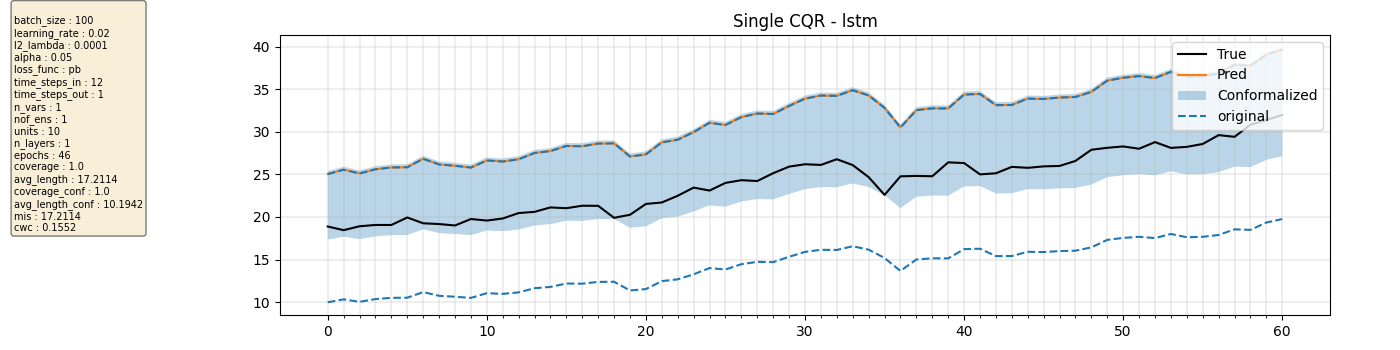 batch_size : 100
learning_rate : 0.02
l2_lambda : 0.0001
alpha : 0.05
loss_func : pb
time_steps_in : 12
time_steps_out : 1
n_vars : 1
nof_ens : 1
units : 10
n_layers : 1
epochs : 46
coverage : 1.0
avg_length : 17.2114
coverage_conf : 1.0
avg_length_conf : 10.1942
mis : 17.2114
cwc : 0.1552
Single CQR - lstm
True
Pred
Conformalized
original
40
35
30
25
20
15
10
0 10 20 30 40 50 60